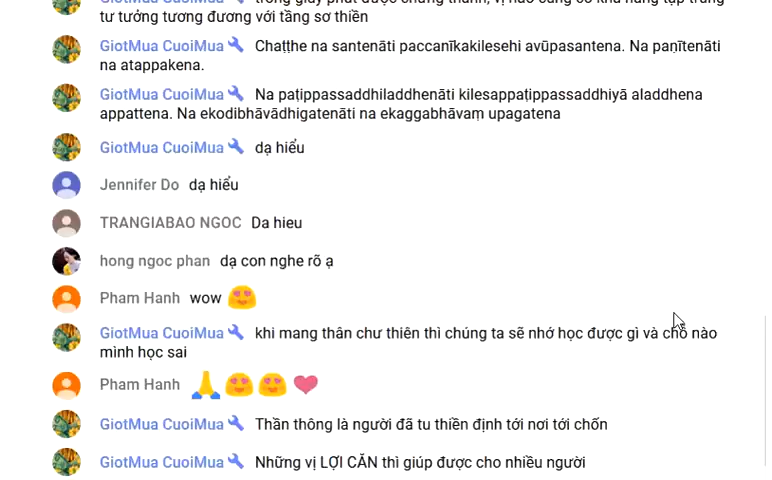 trong giây phút được chứng thánh, vị nào cũng có khả năng tập trung
tư tưởng tương đương với tầng sơ thiền
GiotMua CuoiMua Chaṭṭhe na santenāti paccanīkakilesehi avūpasantena. Na paṇītenāti
na atappakena.
GiotMua CuoiMua Na paṭippassaddhiladdhenāti kilesappaṭippassaddhiyā aladdhena
appattena. Na ekodibhāvādhigatenāti na ekaggabhāvaṃ upagatena
GiotMua CuoiMua dạ hiểu
Jennifer Do dạ hiểu
TRANGIABAO NGOC Da hieu
hong ngoc phan dạ con nghe rõ ạ
Pham Hanh wow 😍
GiotMua CuoiMua khi mang thân chư thiên thì chúng ta sẽ nhớ học được gì và chỗ nào
mình học sai
Pham Hanh 🙏😍😍❤️
GiotMua CuoiMua Thần thông là người đã tu thiền định tới nơi tới chốn
GiotMua CuoiMua Những vị LỢI CĂN thì giúp được cho nhiều người